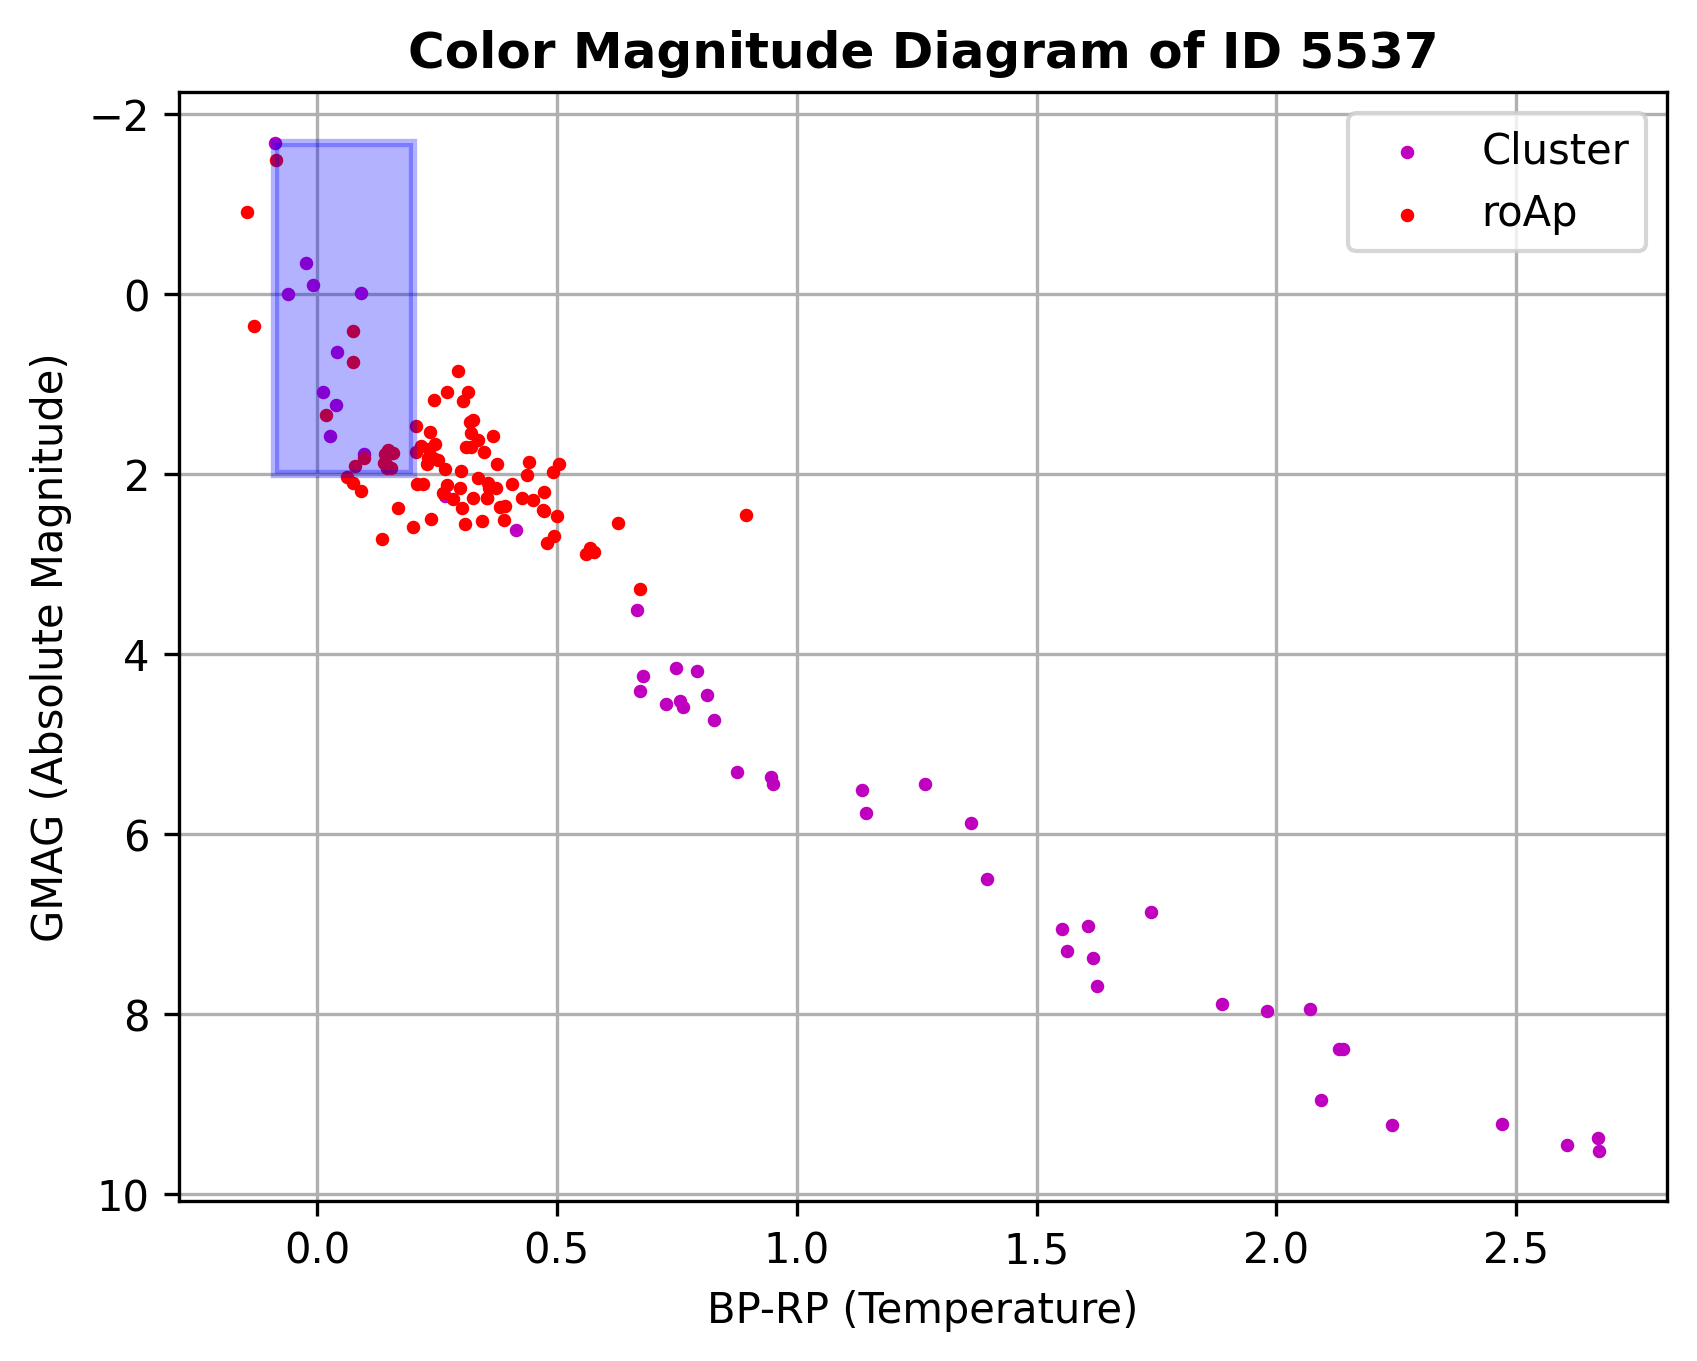 Color Magnitude Diagram of ID 5537
Cluster
roAp
GMAG (Absolute Magnitude)
−2
0
2
4
6
8
10
0.0 0.5 1.0 1.5 2.0 2.5
BP-RP (Temperature)